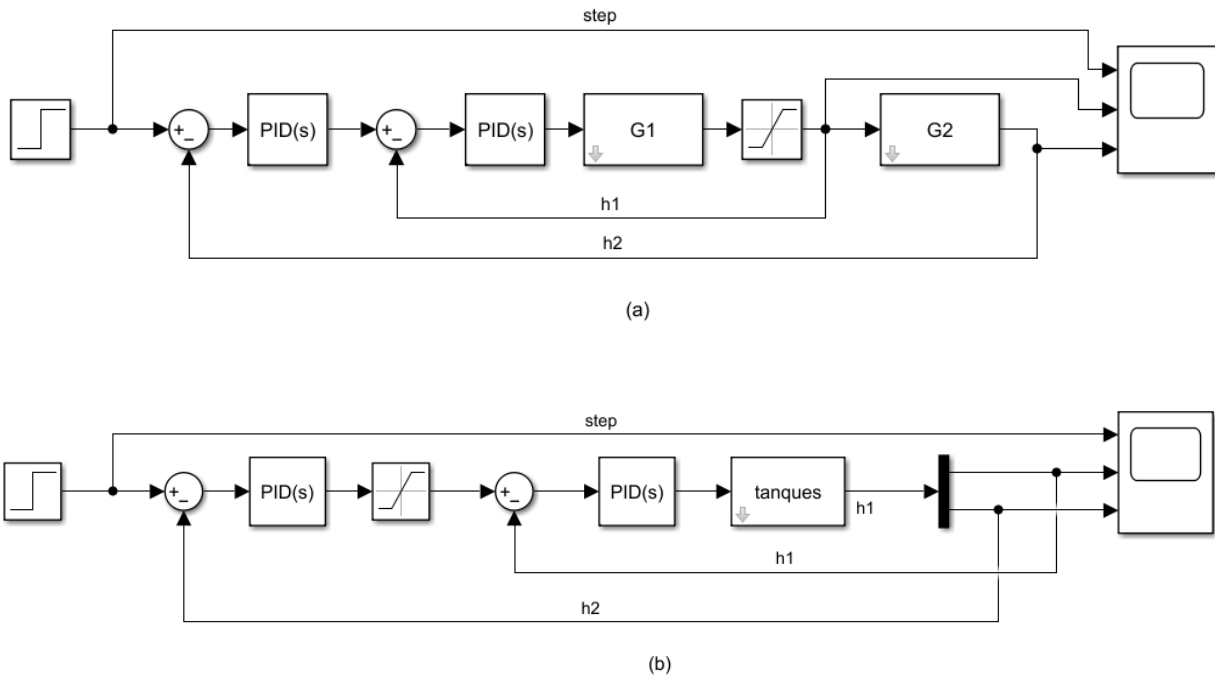 step
+
_
PID(s)
+
_
PID(s)
G1
G2
h1
h2
(a)
step
+
_
PID(s)
+
_
PID(s)
tanques
h1
h1
h2
(b)